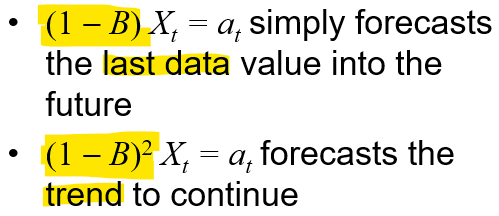 • (1 – B) Xₜ = aₜ simply forecasts
the last data value into the
future
• (1 – B)² Xₜ = aₜ forecasts the
trend to continue